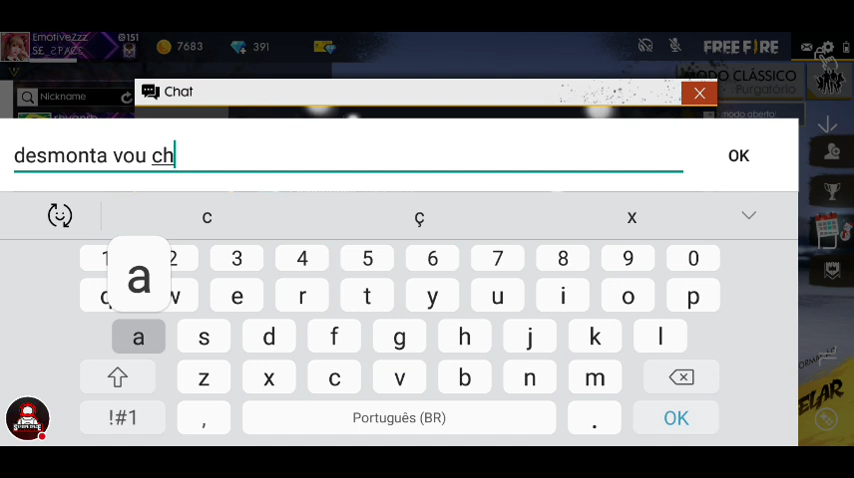 EmotiveZzz
151
7683
391
FREE FIRE
MODO CLÁSSICO
Purgatório
Nickname
Chat
modo aberto!
desmonta vou ch
OK
c ç x
1 2 3 4 5 6 7 8 9 0
q w e r t y u i o p
a
a s d f g h j k l
z x c v b n m
!#1 , Português (BR) . OK
ELAR